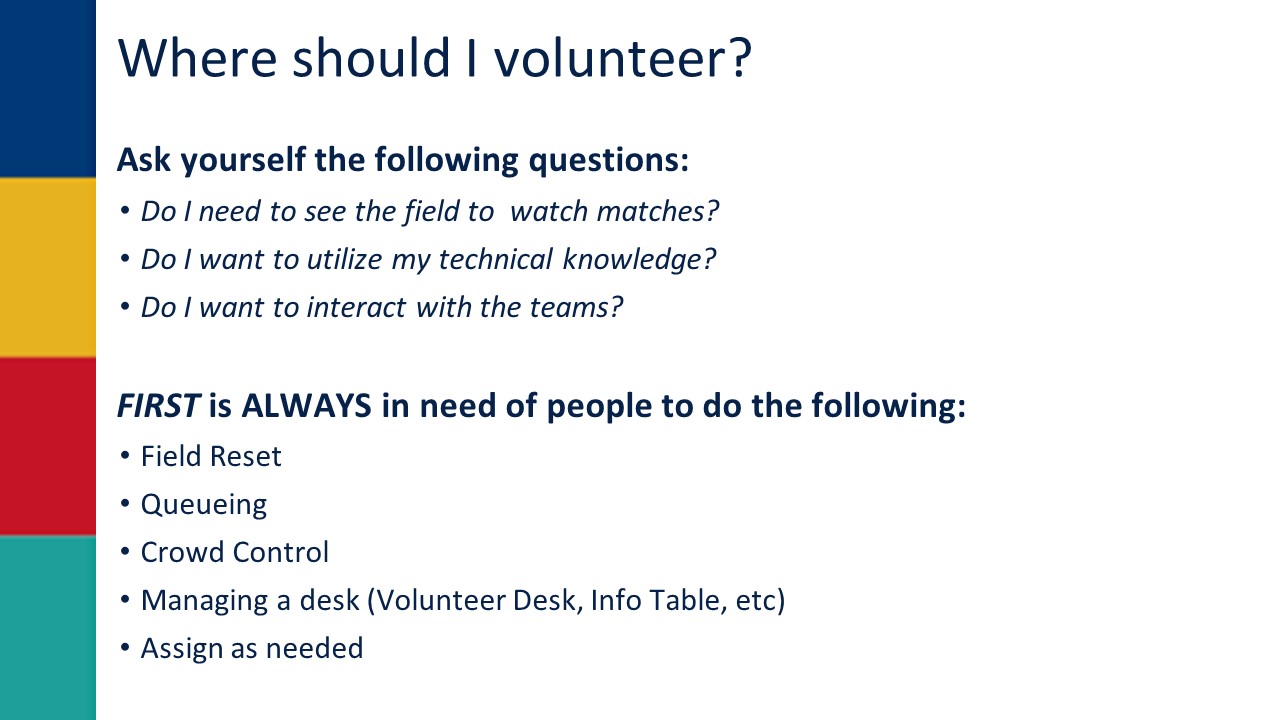 Where should I volunteer?
Ask yourself the following questions:
• Do I need to see the field to  watch matches?
• Do I want to utilize my technical knowledge?
• Do I want to interact with the teams?
FIRST is ALWAYS in need of people to do the following:
• Field Reset
• Queueing
• Crowd Control
• Managing a desk (Volunteer Desk, Info Table, etc)
• Assign as needed